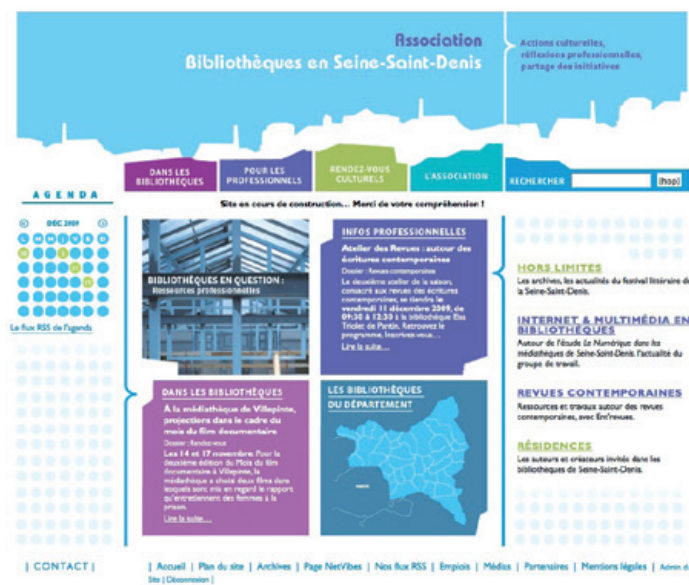 Association
Bibliothèques en Seine-Saint-Denis
Actions culturelles,
réflexions professionnelles,
partage des initiatives
DANS LES
BIBLIOTHÈQUES
POUR LES
PROFESSIONNELS
RENDEZ-VOUS
CULTURELS
L'ASSOCIATION
RECHERCHER
[hop]
Site en cours de construction... Merci de votre compréhension !
AGENDA
DÉC 2009
L M M J V S D
Le flux RSS de l'agenda
BIBLIOTHÈQUES EN QUESTION :
Ressources professionnelles
INFOS PROFESSIONNELLES
Atelier des Revues : autour des
écritures contemporaines
Dossier : Revues contemporaines
Le deuxième atelier de la saison,
consacré aux revues des écritures
contemporaines, se tiendra le
vendredi 11 décembre 2009, de
09:30 à 12:30 à la bibliothèque Elsa
Triolet de Pantin. Retrouvez le
programme, Inscrivez-vous...
Lire la suite...
DANS LES BIBLIOTHÈQUES
À la médiathèque de Villepinte,
projections dans le cadre du
mois du film documentaire
Dossier : Rendez-vous
Les 14 et 17 novembre. Pour la
deuxième édition du Mois du film
documentaire à Villepinte, la
médiathèque a choisi deux films dans
lesquels sont mis en regard le rapport
qu'entretiennent des femmes à la
prison.
Lire la suite...
LES BIBLIOTHÈQUES
DU DÉPARTEMENT
HORS LIMITES
Les archives, les actualités du festival littéraire de
la Seine-Saint-Denis.
INTERNET & MULTIMÉDIA EN
BIBLIOTHÈQUES
Autour de l'étude Le Numérique dans les
médiathèques de Seine-Saint-Denis, l'actualité du
groupe de travail.
REVUES CONTEMPORAINES
Ressources et travaux autour des revues
contemporaines, avec Ent'revues.
RÉSIDENCES
Les auteurs et créateurs invités dans les
bibliothèques de Seine-Saint-Denis.
| CONTACT |
| Accueil | Plan du site | Archives | Page NetVibes | Nos flux RSS | Emplois | Médias | Partenaires | Mentions légales | Admin d
Site | Déconnexion |